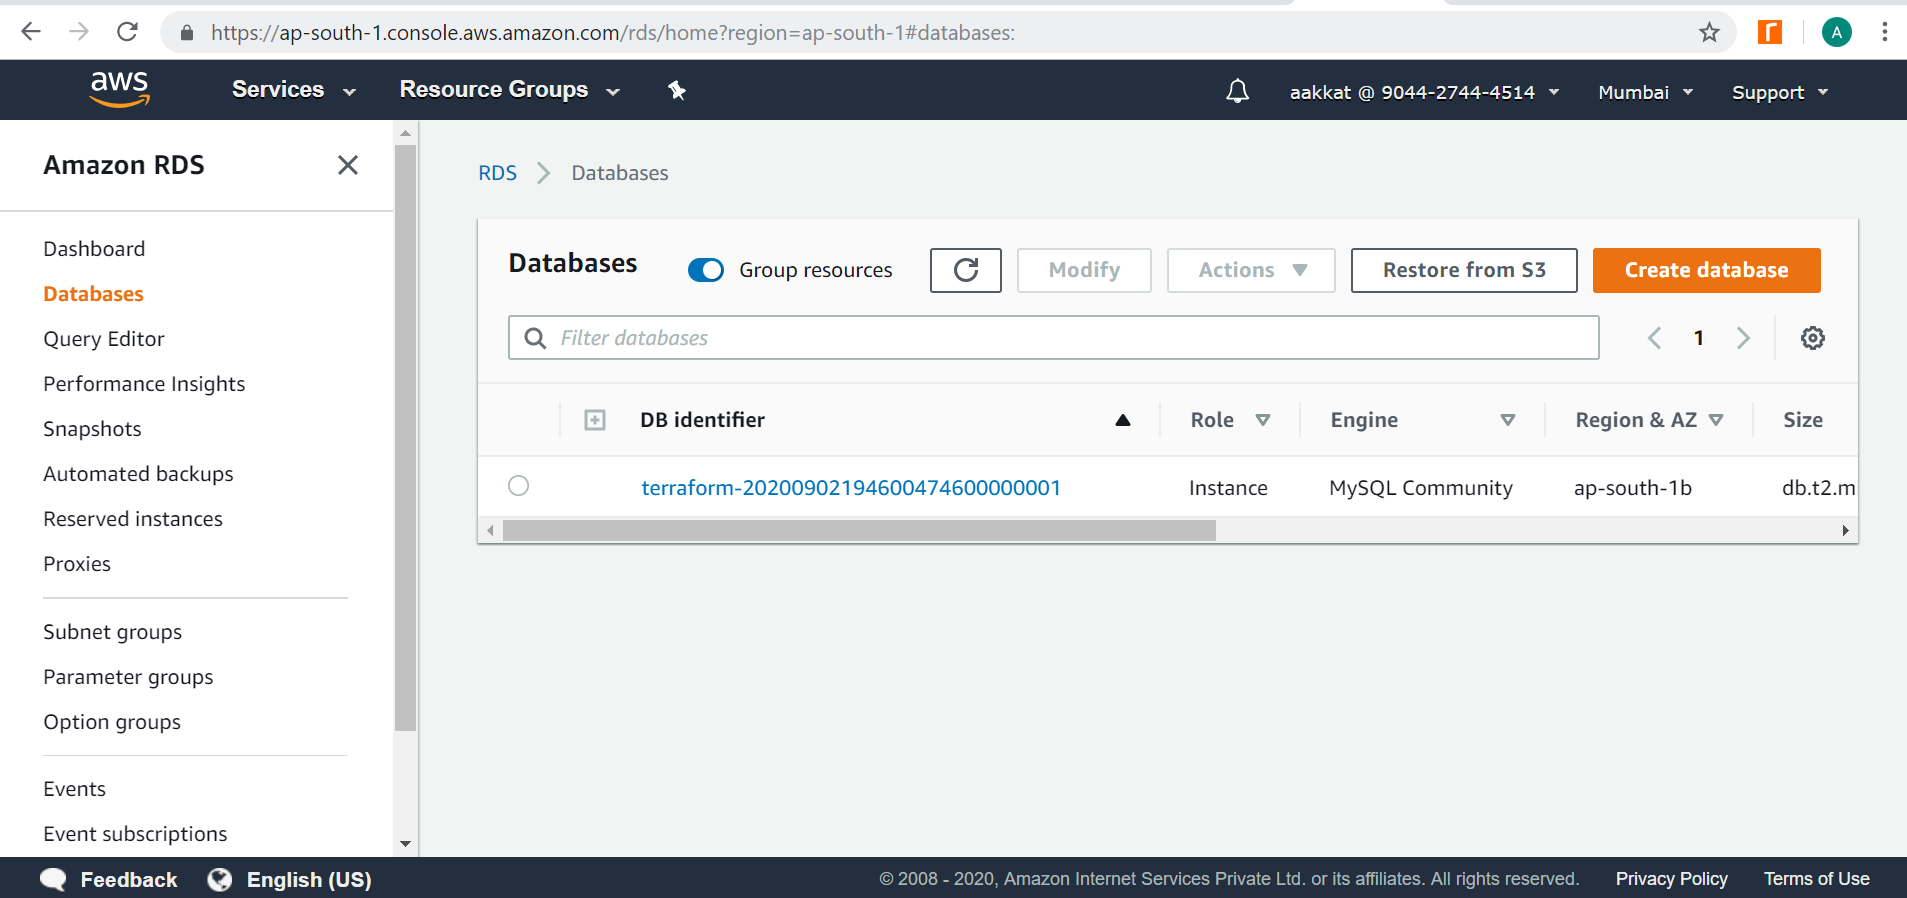 https://ap-south-1.console.aws.amazon.com/rds/home?region=ap-south-1#databases:
A
aws
Services
Resource Groups
aakkat @ 9044-2744-4514
Mumbai
Support
Amazon RDS
Dashboard
Databases
Query Editor
Performance Insights
Snapshots
Automated backups
Reserved instances
Proxies
Subnet groups
Parameter groups
Option groups
Events
Event subscriptions
RDS
Databases
Databases
Group resources
Modify
Actions
Restore from S3
Create database
Filter databases
1
DB identifier
Role
Engine
Region & AZ
Size
terraform-20200902194600474600000001
Instance
MySQL Community
ap-south-1b
db.t2.m
Feedback
English (US)
© 2008 - 2020, Amazon Internet Services Private Ltd. or its affiliates. All rights reserved.
Privacy Policy
Terms of Use